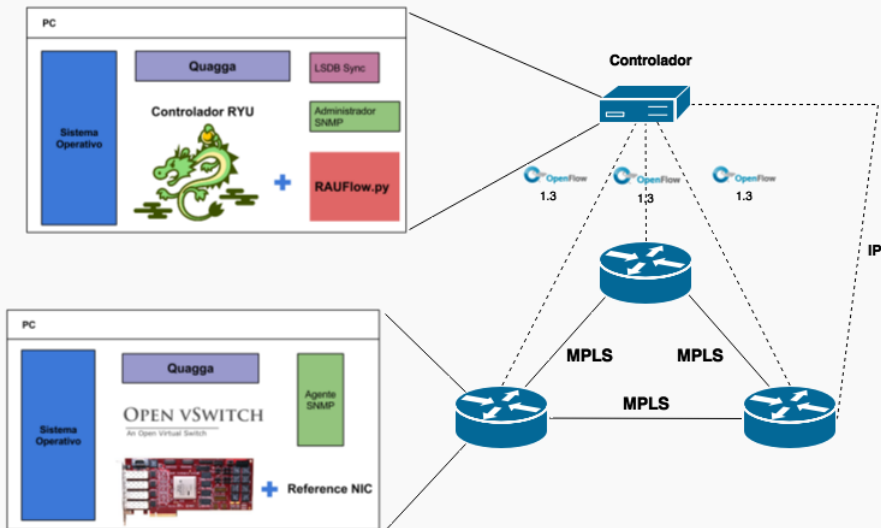 PC
Quagga
LSDB Sync
Controlador RYU
Administrador
SNMP
Sistema
Operativo
RAUFlow.py
Controlador
OpenFlow
1.3
OpenFlow
1.3
OpenFlow
1.3
IP
MPLS
MPLS
MPLS
PC
Quagga
Agente
SNMP
OPEN VSWITCH
An Open Virtual Switch
Sistema
Operativo
Reference NIC